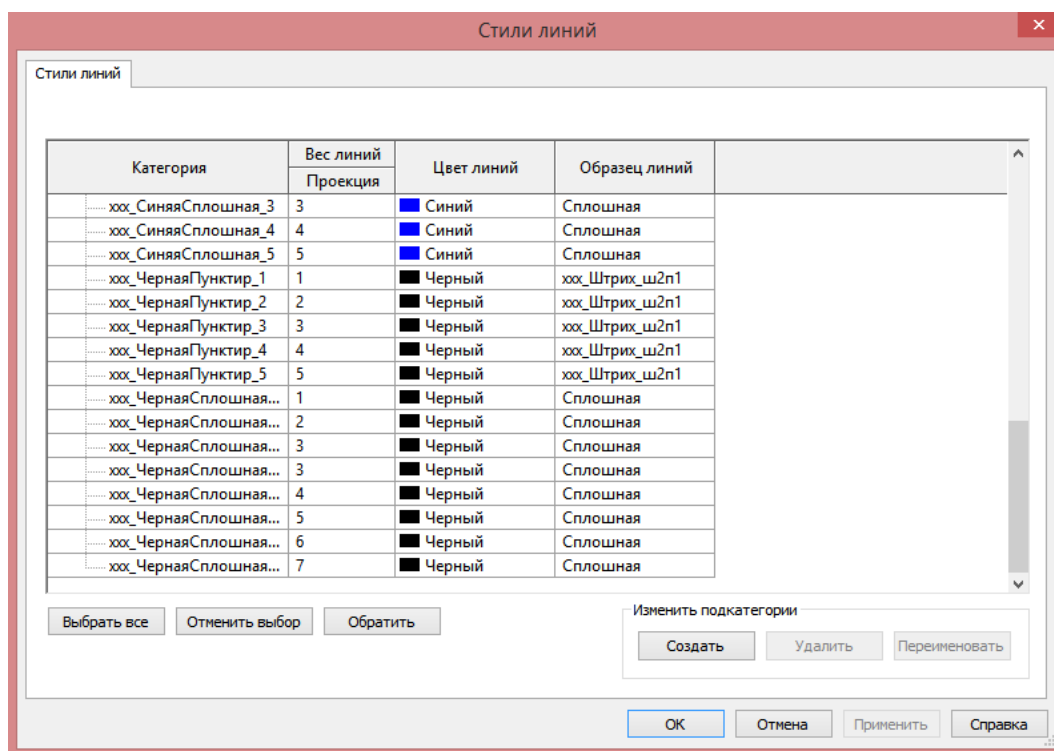 Стили линий
Стили линий
Категория Вес линий Цвет линий Образец линий
Проекция
xxx_СиняяСплошная_3 3 Синий Сплошная
xxx_СиняяСплошная_4 4 Синий Сплошная
xxx_СиняяСплошная_5 5 Синий Сплошная
xxx_ЧернаяПунктир_1 1 Черный xxx_Штрих_ш2п1
xxx_ЧернаяПунктир_2 2 Черный xxx_Штрих_ш2п1
xxx_ЧернаяПунктир_3 3 Черный xxx_Штрих_ш2п1
xxx_ЧернаяПунктир_4 4 Черный xxx_Штрих_ш2п1
xxx_ЧернаяПунктир_5 5 Черный xxx_Штрих_ш2п1
xxx_ЧернаяСплошная... 1 Черный Сплошная
xxx_ЧернаяСплошная... 2 Черный Сплошная
xxx_ЧернаяСплошная... 3 Черный Сплошная
xxx_ЧернаяСплошная... 3 Черный Сплошная
xxx_ЧернаяСплошная... 4 Черный Сплошная
xxx_ЧернаяСплошная... 5 Черный Сплошная
xxx_ЧернаяСплошная... 6 Черный Сплошная
xxx_ЧернаяСплошная... 7 Черный Сплошная
Изменить подкатегории
Выбрать все Отменить выбор Обратить
Создать Удалить Переименовать
ОК Отмена Применить Справка